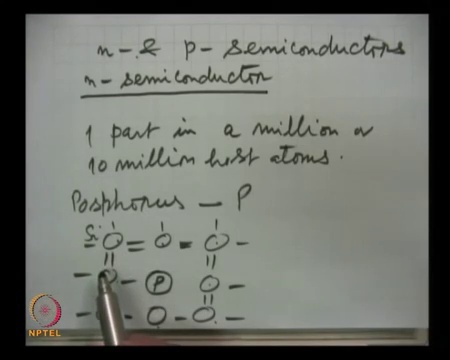 n- & p- semiconductors
n- semiconductor
1 part in a million or
10 million host atoms.
Posphorus - P
Si
P
NPTEL